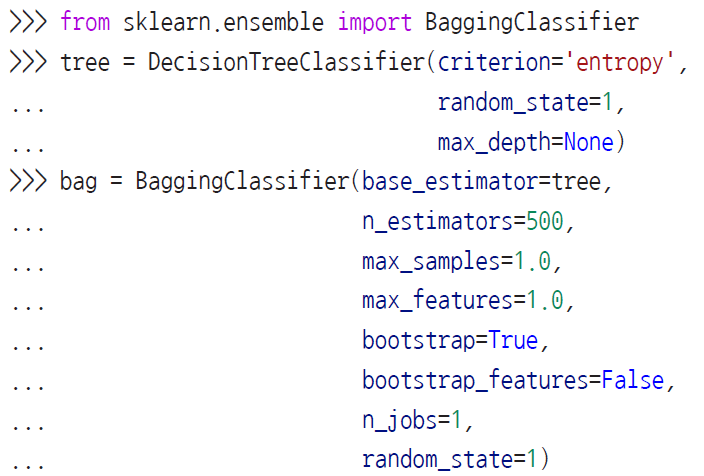 >>> from sklearn.ensemble import BaggingClassifier
>>> tree = DecisionTreeClassifier(criterion='entropy',
...                               random_state=1,
...                               max_depth=None)
>>> bag = BaggingClassifier(base_estimator=tree,
...                         n_estimators=500,
...                         max_samples=1.0,
...                         max_features=1.0,
...                         bootstrap=True,
...                         bootstrap_features=False,
...                         n_jobs=1,
...                         random_state=1)